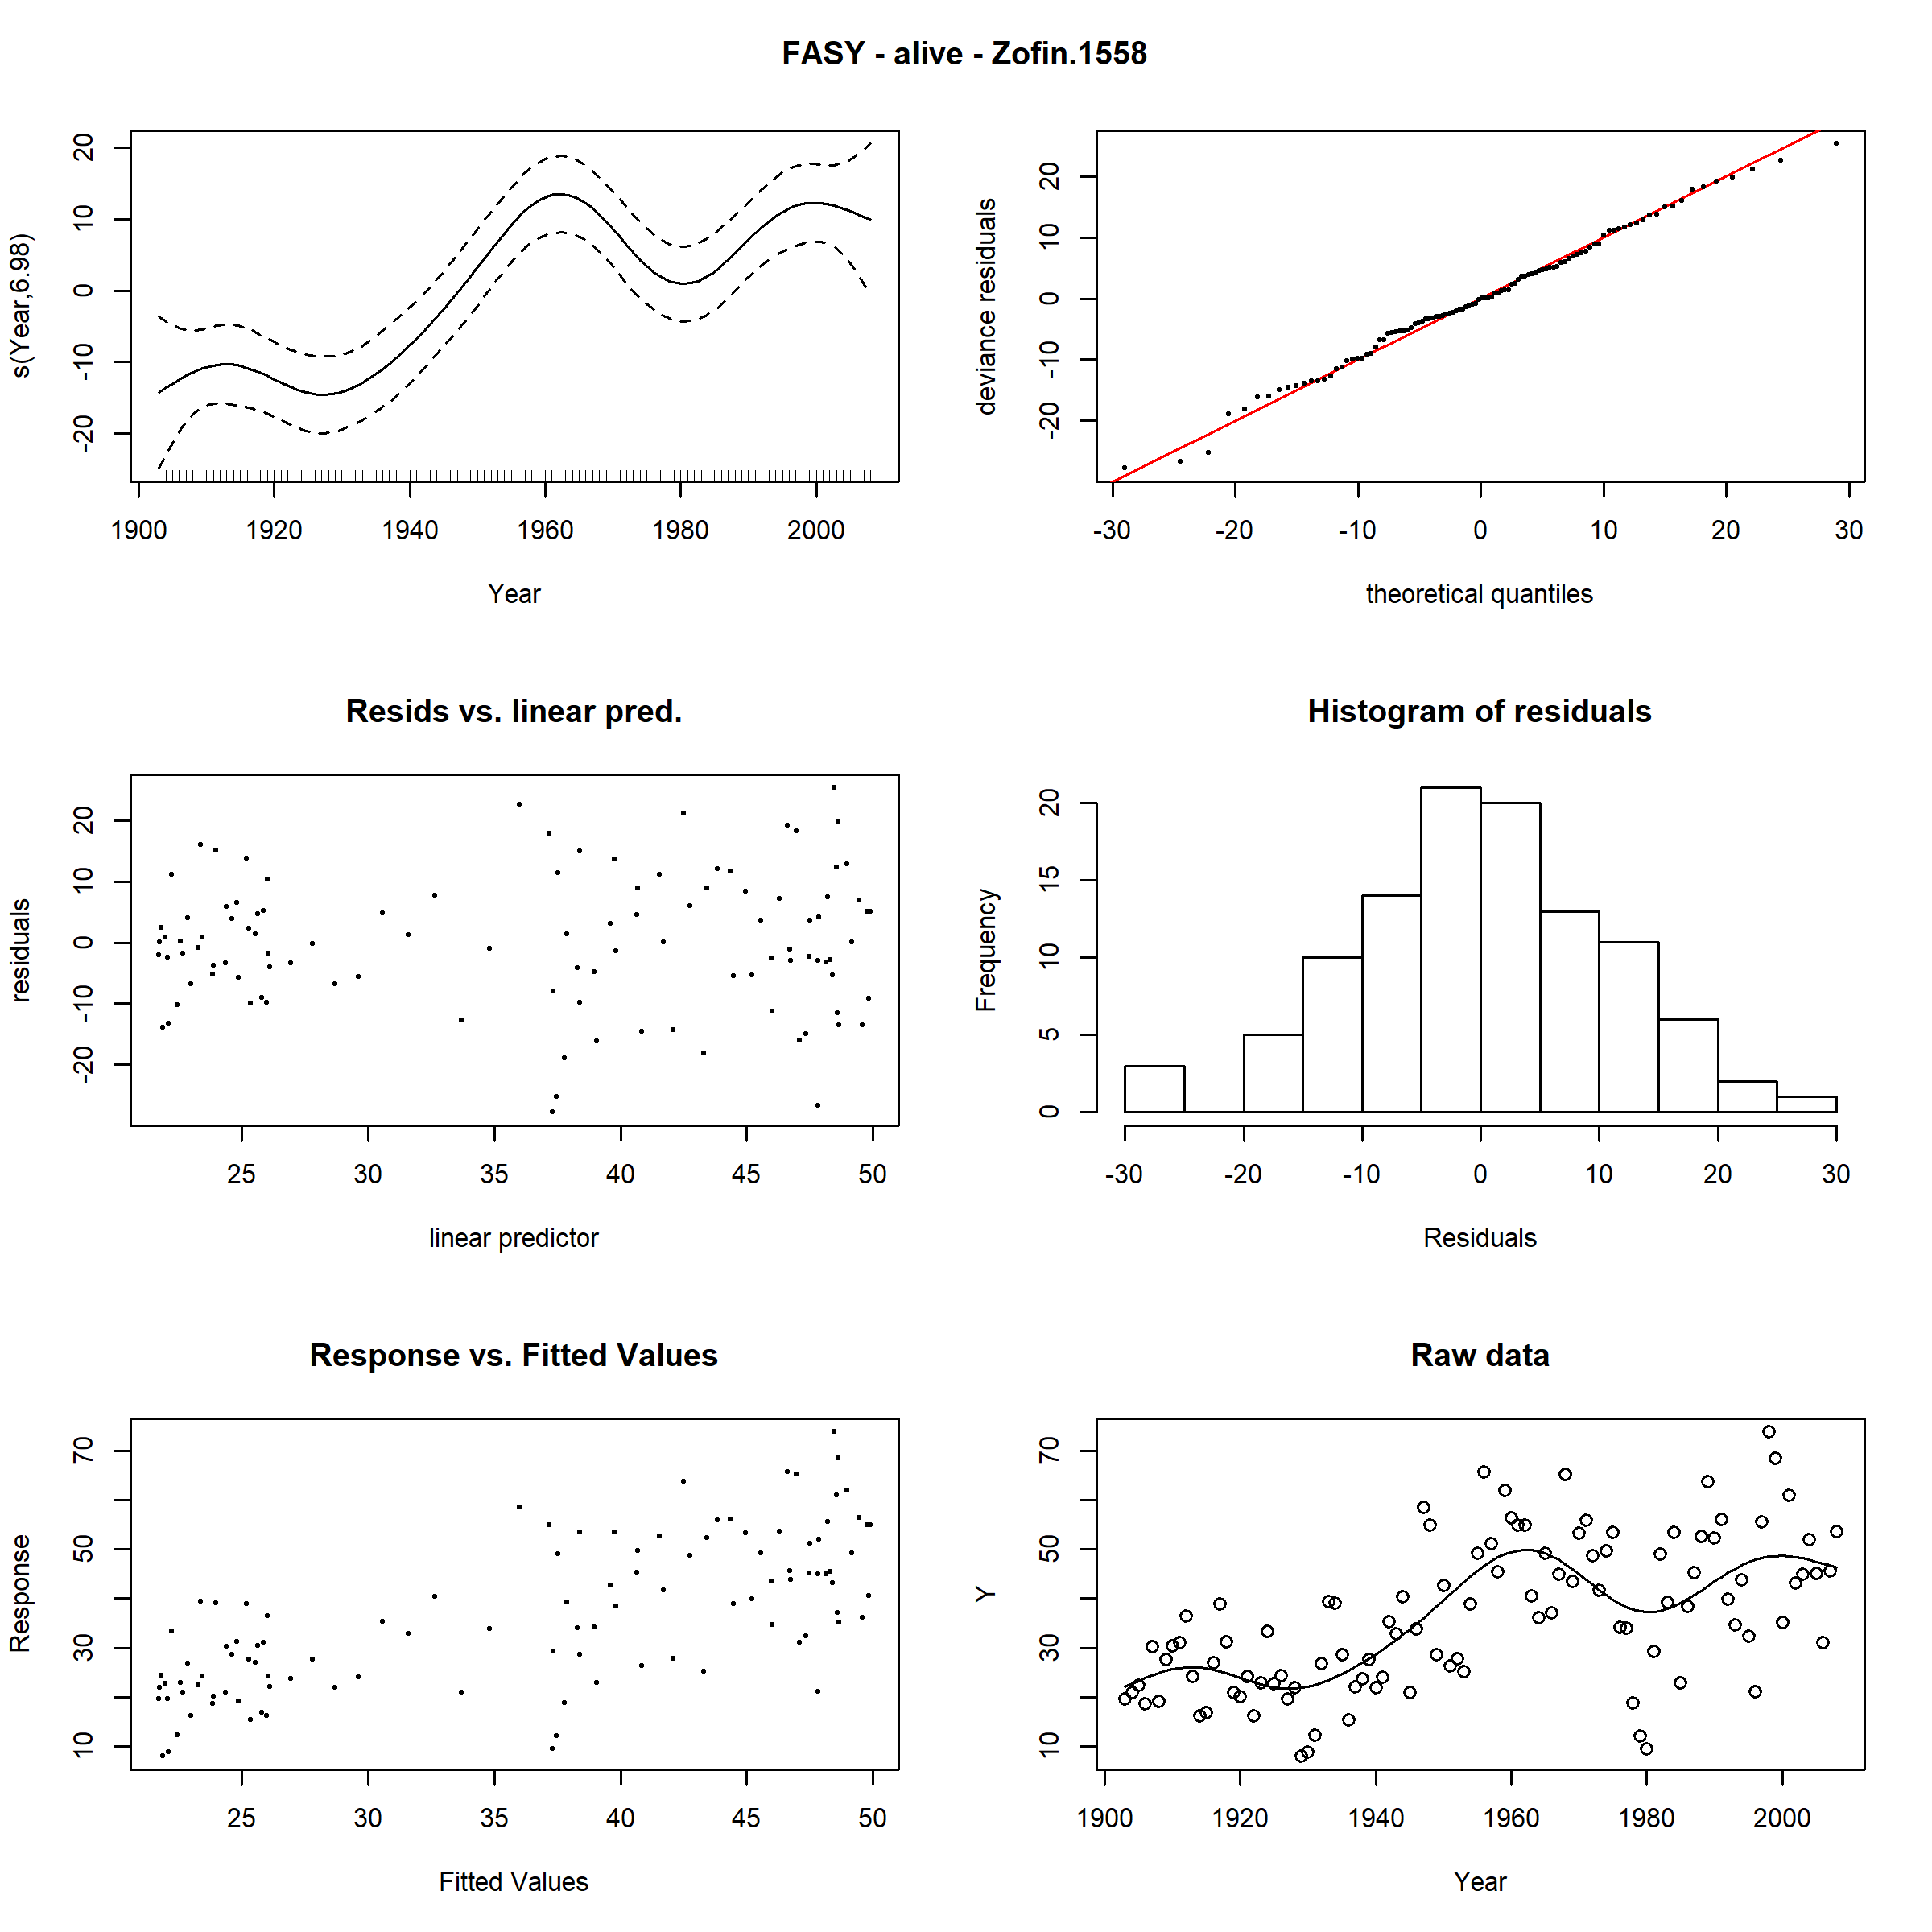 FASY - alive - Zofin.1558
s(Year,6.98)
20
10
0
-10
-20
1900 1920 1940 1960 1980 2000
Year
deviance residuals
20
10
0
-10
-20
-30 -20 -10 0 10 20 30
theoretical quantiles
Resids vs. linear pred.
residuals
20
10
0
-10
-20
25 30 35 40 45 50
linear predictor
Histogram of residuals
Frequency
20
15
10
5
0
-30 -20 -10 0 10 20 30
Residuals
Response vs. Fitted Values
Response
70
50
30
10
25 30 35 40 45 50
Fitted Values
Raw data
Y
70
50
30
10
1900 1920 1940 1960 1980 2000
Year